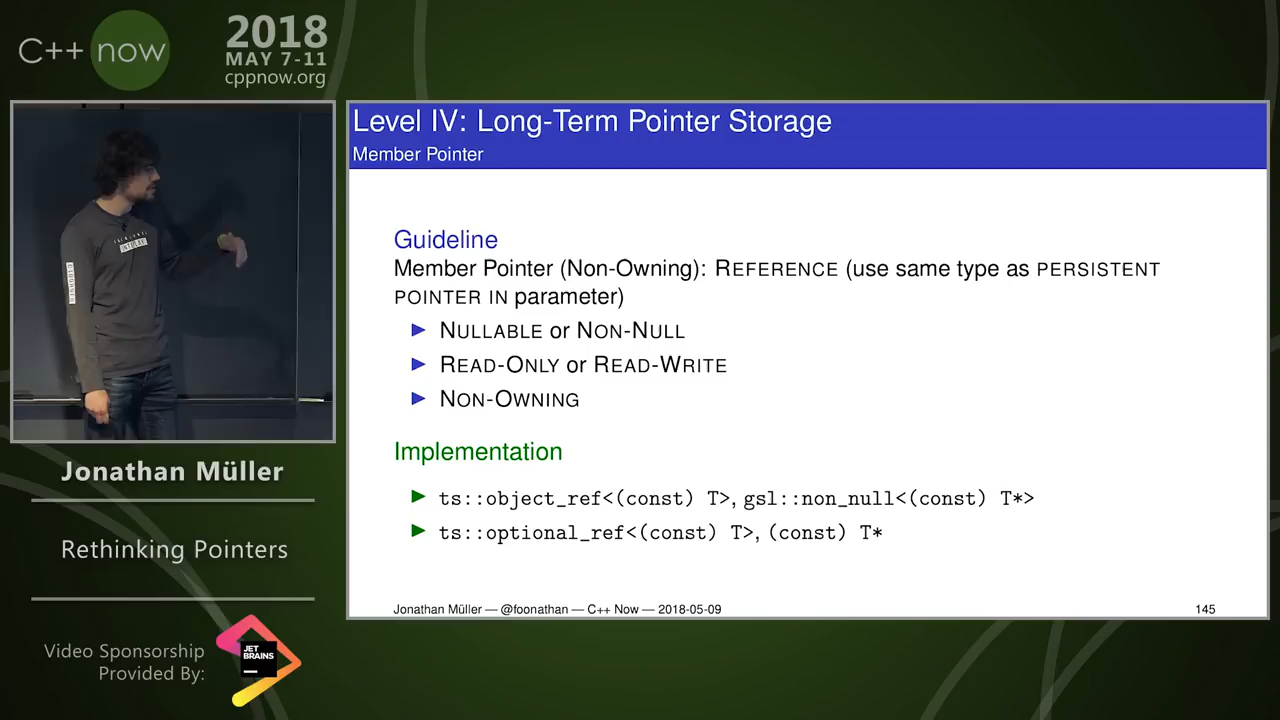 C++ now
2018
MAY 7-11
cppnow.org
Level IV: Long-Term Pointer Storage
Member Pointer
Guideline
Member Pointer (Non-Owning): REFERENCE (use same type as PERSISTENT
POINTER IN parameter)
NULLABLE or NON-NULL
READ-ONLY or READ-WRITE
NON-OWNING
Implementation
ts::object_ref<(const) T>, gsl::non_null<(const) T*>
ts::optional_ref<(const) T>, (const) T*
Jonathan Müller — @foonathan — C++ Now — 2018-05-09
145
Jonathan Müller
Rethinking Pointers
Video Sponsorship
Provided By:
JET
BRAINS